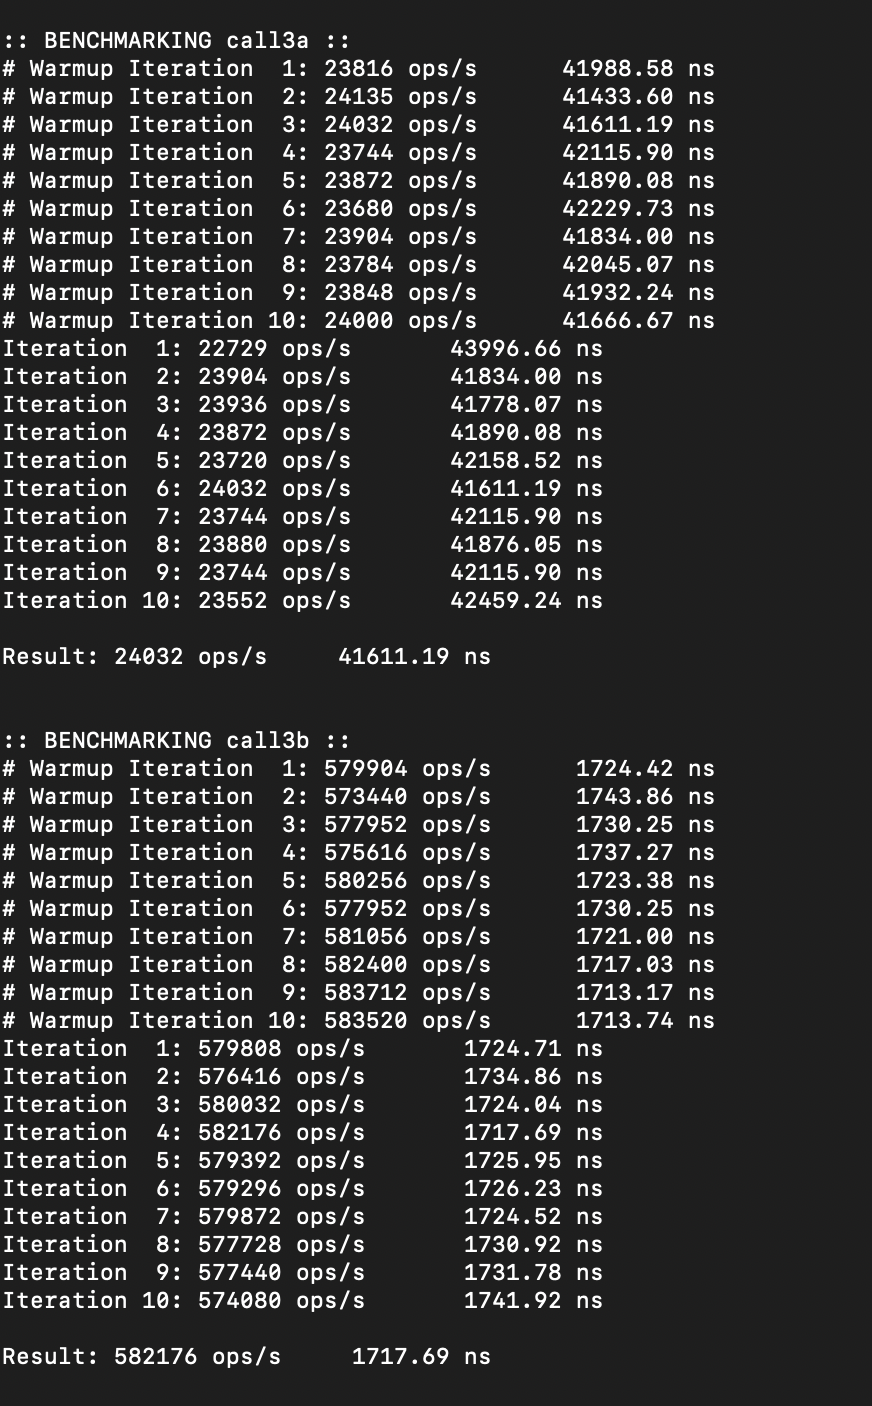 :: BENCHMARKING call3a ::
# Warmup Iteration  1: 23816 ops/s      41988.58 ns
# Warmup Iteration  2: 24135 ops/s      41433.60 ns
# Warmup Iteration  3: 24032 ops/s      41611.19 ns
# Warmup Iteration  4: 23744 ops/s      42115.90 ns
# Warmup Iteration  5: 23872 ops/s      41890.08 ns
# Warmup Iteration  6: 23680 ops/s      42229.73 ns
# Warmup Iteration  7: 23904 ops/s      41834.00 ns
# Warmup Iteration  8: 23784 ops/s      42045.07 ns
# Warmup Iteration  9: 23848 ops/s      41932.24 ns
# Warmup Iteration 10: 24000 ops/s      41666.67 ns
Iteration  1: 22729 ops/s       43996.66 ns
Iteration  2: 23904 ops/s       41834.00 ns
Iteration  3: 23936 ops/s       41778.07 ns
Iteration  4: 23872 ops/s       41890.08 ns
Iteration  5: 23720 ops/s       42158.52 ns
Iteration  6: 24032 ops/s       41611.19 ns
Iteration  7: 23744 ops/s       42115.90 ns
Iteration  8: 23880 ops/s       41876.05 ns
Iteration  9: 23744 ops/s       42115.90 ns
Iteration 10: 23552 ops/s       42459.24 ns
Result: 24032 ops/s     41611.19 ns
:: BENCHMARKING call3b ::
# Warmup Iteration  1: 579904 ops/s      1724.42 ns
# Warmup Iteration  2: 573440 ops/s      1743.86 ns
# Warmup Iteration  3: 577952 ops/s      1730.25 ns
# Warmup Iteration  4: 575616 ops/s      1737.27 ns
# Warmup Iteration  5: 580256 ops/s      1723.38 ns
# Warmup Iteration  6: 577952 ops/s      1730.25 ns
# Warmup Iteration  7: 581056 ops/s      1721.00 ns
# Warmup Iteration  8: 582400 ops/s      1717.03 ns
# Warmup Iteration  9: 583712 ops/s      1713.17 ns
# Warmup Iteration 10: 583520 ops/s      1713.74 ns
Iteration  1: 579808 ops/s       1724.71 ns
Iteration  2: 576416 ops/s       1734.86 ns
Iteration  3: 580032 ops/s       1724.04 ns
Iteration  4: 582176 ops/s       1717.69 ns
Iteration  5: 579392 ops/s       1725.95 ns
Iteration  6: 579296 ops/s       1726.23 ns
Iteration  7: 579872 ops/s       1724.52 ns
Iteration  8: 577728 ops/s       1730.92 ns
Iteration  9: 577440 ops/s       1731.78 ns
Iteration 10: 574080 ops/s       1741.92 ns
Result: 582176 ops/s     1717.69 ns